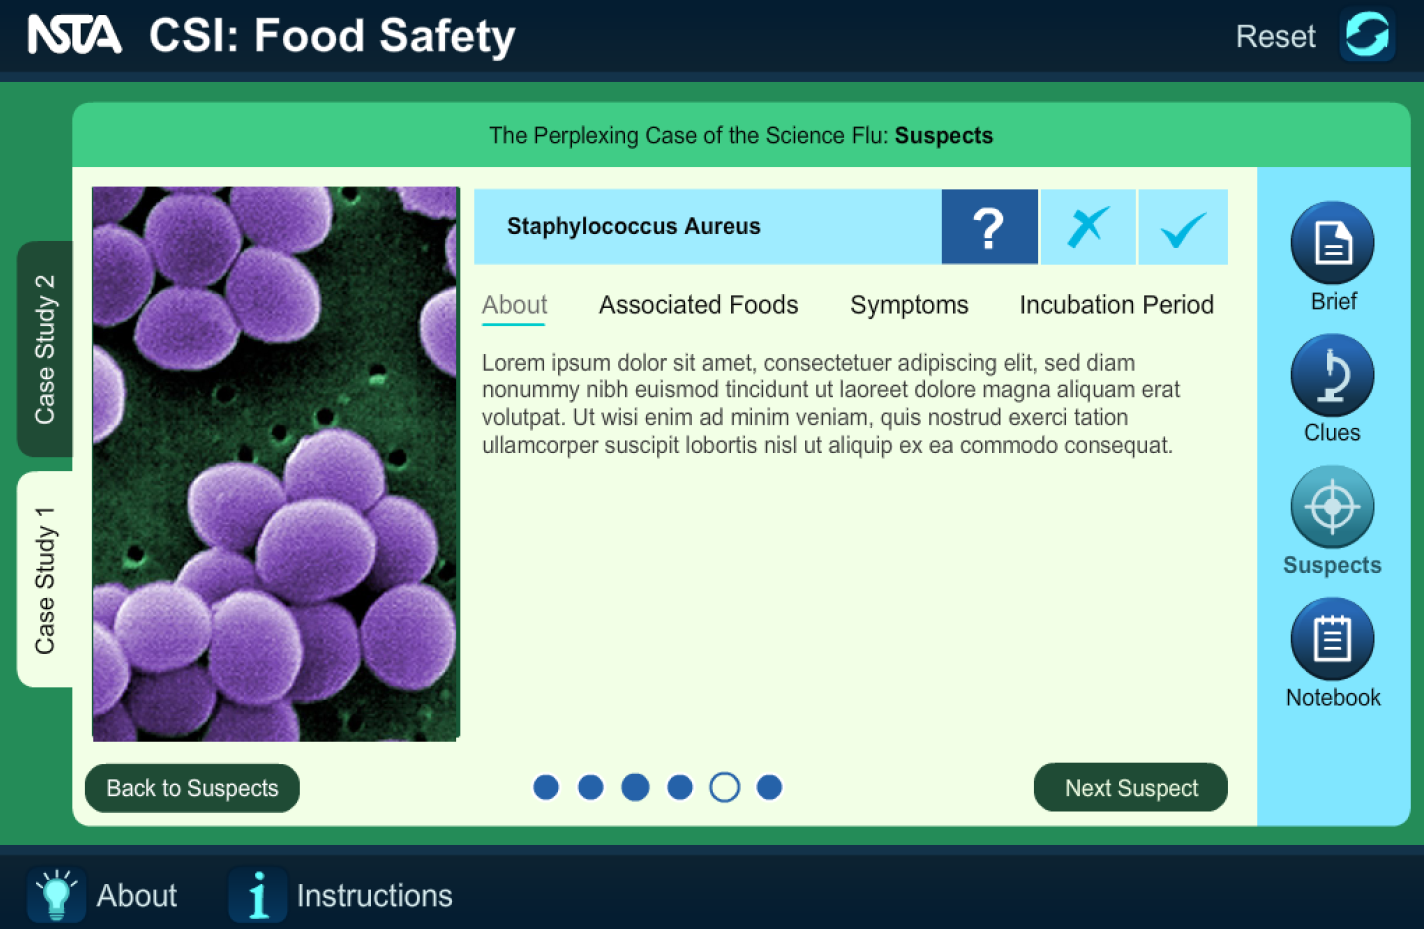 NSTA CSI: Food Safety
Reset
The Perplexing Case of the Science Flu: Suspects
Case Study 2
Case Study 1
Staphylococcus Aureus
?
About
Associated Foods
Symptoms
Incubation Period
Lorem ipsum dolor sit amet, consectetuer adipiscing elit, sed diam
nonummy nibh euismod tincidunt ut laoreet dolore magna aliquam erat
volutpat. Ut wisi enim ad minim veniam, quis nostrud exerci tation
ullamcorper suscipit lobortis nisl ut aliquip ex ea commodo consequat.
Brief
Clues
Suspects
Notebook
Back to Suspects
Next Suspect
About
Instructions